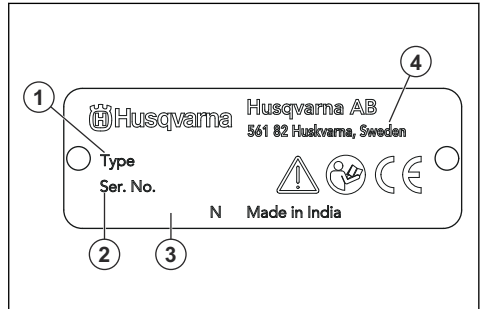 1
4
Husqvarna
Husqvarna AB
561 82 Huskvarna, Sweden
Type
Ser. No.
N Made in India
2
3